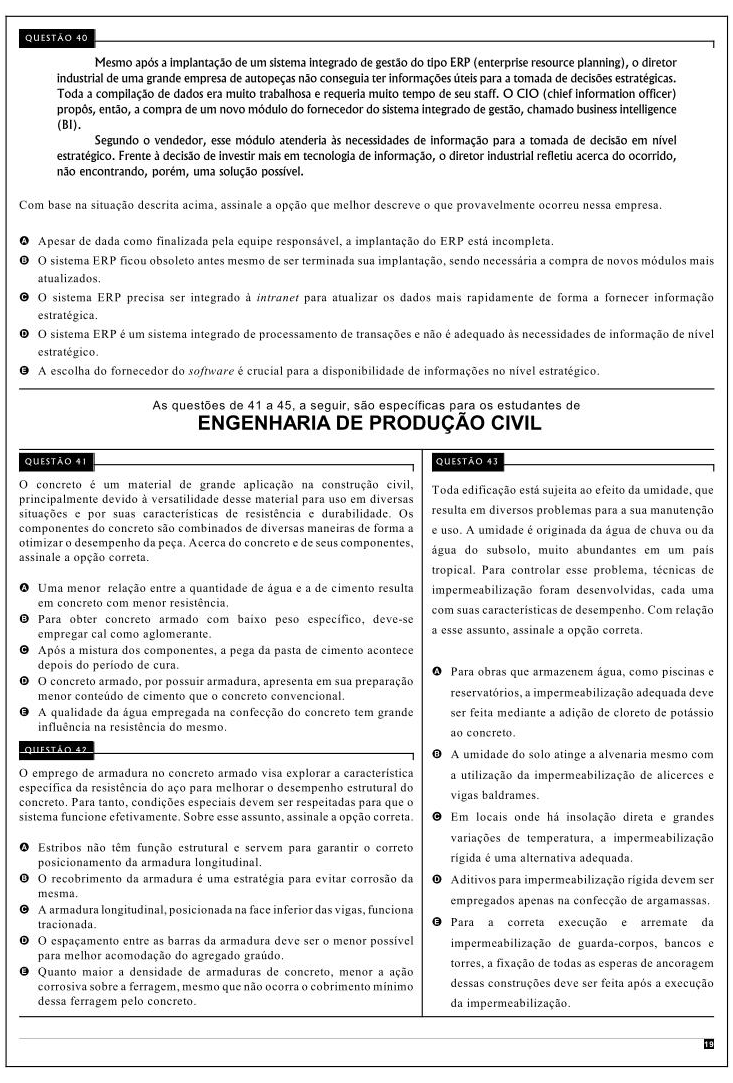 QUESTÃO 40
Mesmo após a implantação de um sistema integrado de gestão do tipo ERP (enterprise resource planning), o diretor
industrial de uma grande empresa de autopeças não conseguia ter informações úteis para a tomada de decisões estratégicas.
Toda a compilação de dados era muito trabalhosa e requeria muito tempo de seu staff. O CIO (chief information officer)
propôs, então, a compra de um novo módulo do fornecedor do sistema integrado de gestão, chamado business intelligence
(BI).
Segundo o vendedor, esse módulo atenderia às necessidades de informação para a tomada de decisão em nível
estratégico. Frente à decisão de investir mais em tecnologia de informação, o diretor industrial refletiu acerca do ocorrido,
não encontrando, porém, uma solução possível.
Com base na situação descrita acima, assinale a opção que melhor descreve o que provavelmente ocorreu nessa empresa.
A Apesar de dada como finalizada pela equipe responsável, a implantação do ERP está incompleta.
B O sistema ERP ficou obsoleto antes mesmo de ser terminada sua implantação, sendo necessária a compra de novos módulos mais
atualizados.
C O sistema ERP precisa ser integrado à intranet para atualizar os dados mais rapidamente de forma a fornecer informação
estratégica.
D O sistema ERP é um sistema integrado de processamento de transações e não é adequado às necessidades de informação de nível
estratégico.
E A escolha do fornecedor do software é crucial para a disponibilidade de informações no nível estratégico.
As questões de 41 a 45, a seguir, são específicas para os estudantes de
ENGENHARIA DE PRODUÇÃO CIVIL
QUESTÃO 41
O concreto é um material de grande aplicação na construção civil,
principalmente devido à versatilidade desse material para uso em diversas
situações e por suas características de resistência e durabilidade. Os
componentes do concreto são combinados de diversas maneiras de forma a
otimizar o desempenho da peça. Acerca do concreto e de seus componentes,
assinale a opção correta.
A Uma menor relação entre a quantidade de água e a de cimento resulta
em concreto com menor resistência.
B Para obter concreto armado com baixo peso específico, deve-se
empregar cal como aglomerante.
C Após a mistura dos componentes, a pega da pasta de cimento acontece
depois do período de cura.
D O concreto armado, por possuir armadura, apresenta em sua preparação
menor conteúdo de cimento que o concreto convencional.
E A qualidade da água empregada na confecção do concreto tem grande
influência na resistência do mesmo.
QUESTÃO 42
O emprego de armadura no concreto armado visa explorar a característica
específica da resistência do aço para melhorar o desempenho estrutural do
concreto. Para tanto, condições especiais devem ser respeitadas para que o
sistema funcione efetivamente. Sobre esse assunto, assinale a opção correta.
A Estribos não têm função estrutural e servem para garantir o correto
posicionamento da armadura longitudinal.
B O recobrimento da armadura é uma estratégia para evitar corrosão da
mesma.
C A armadura longitudinal, posicionada na face inferior das vigas, funciona
tracionada.
D O espaçamento entre as barras da armadura deve ser o menor possível
para melhor acomodação do agregado graúdo.
E Quanto maior a densidade de armaduras de concreto, menor a ação
corrosiva sobre a ferragem, mesmo que não ocorra o cobrimento mínimo
dessa ferragem pelo concreto.
QUESTÃO 43
Toda edificação está sujeita ao efeito da umidade, que
resulta em diversos problemas para a sua manutenção
e uso. A umidade é originada da água de chuva ou da
água do subsolo, muito abundantes em um país
tropical. Para controlar esse problema, técnicas de
impermeabilização foram desenvolvidas, cada uma
com suas características de desempenho. Com relação
a esse assunto, assinale a opção correta.
A Para obras que armazenem água, como piscinas e
reservatórios, a impermeabilização adequada deve
ser feita mediante a adição de cloreto de potássio
ao concreto.
B A umidade do solo atinge a alvenaria mesmo com
a utilização da impermeabilização de alicerces e
vigas baldrames.
C Em locais onde há insolação direta e grandes
variações de temperatura, a impermeabilização
rígida é uma alternativa adequada.
D Aditivos para impermeabilização rígida devem ser
empregados apenas na confecção de argamassas.
E Para a correta execução e arremate da
impermeabilização de guarda-corpos, bancos e
torres, a fixação de todas as esperas de ancoragem
dessas construções deve ser feita após a execução
da impermeabilização.
19